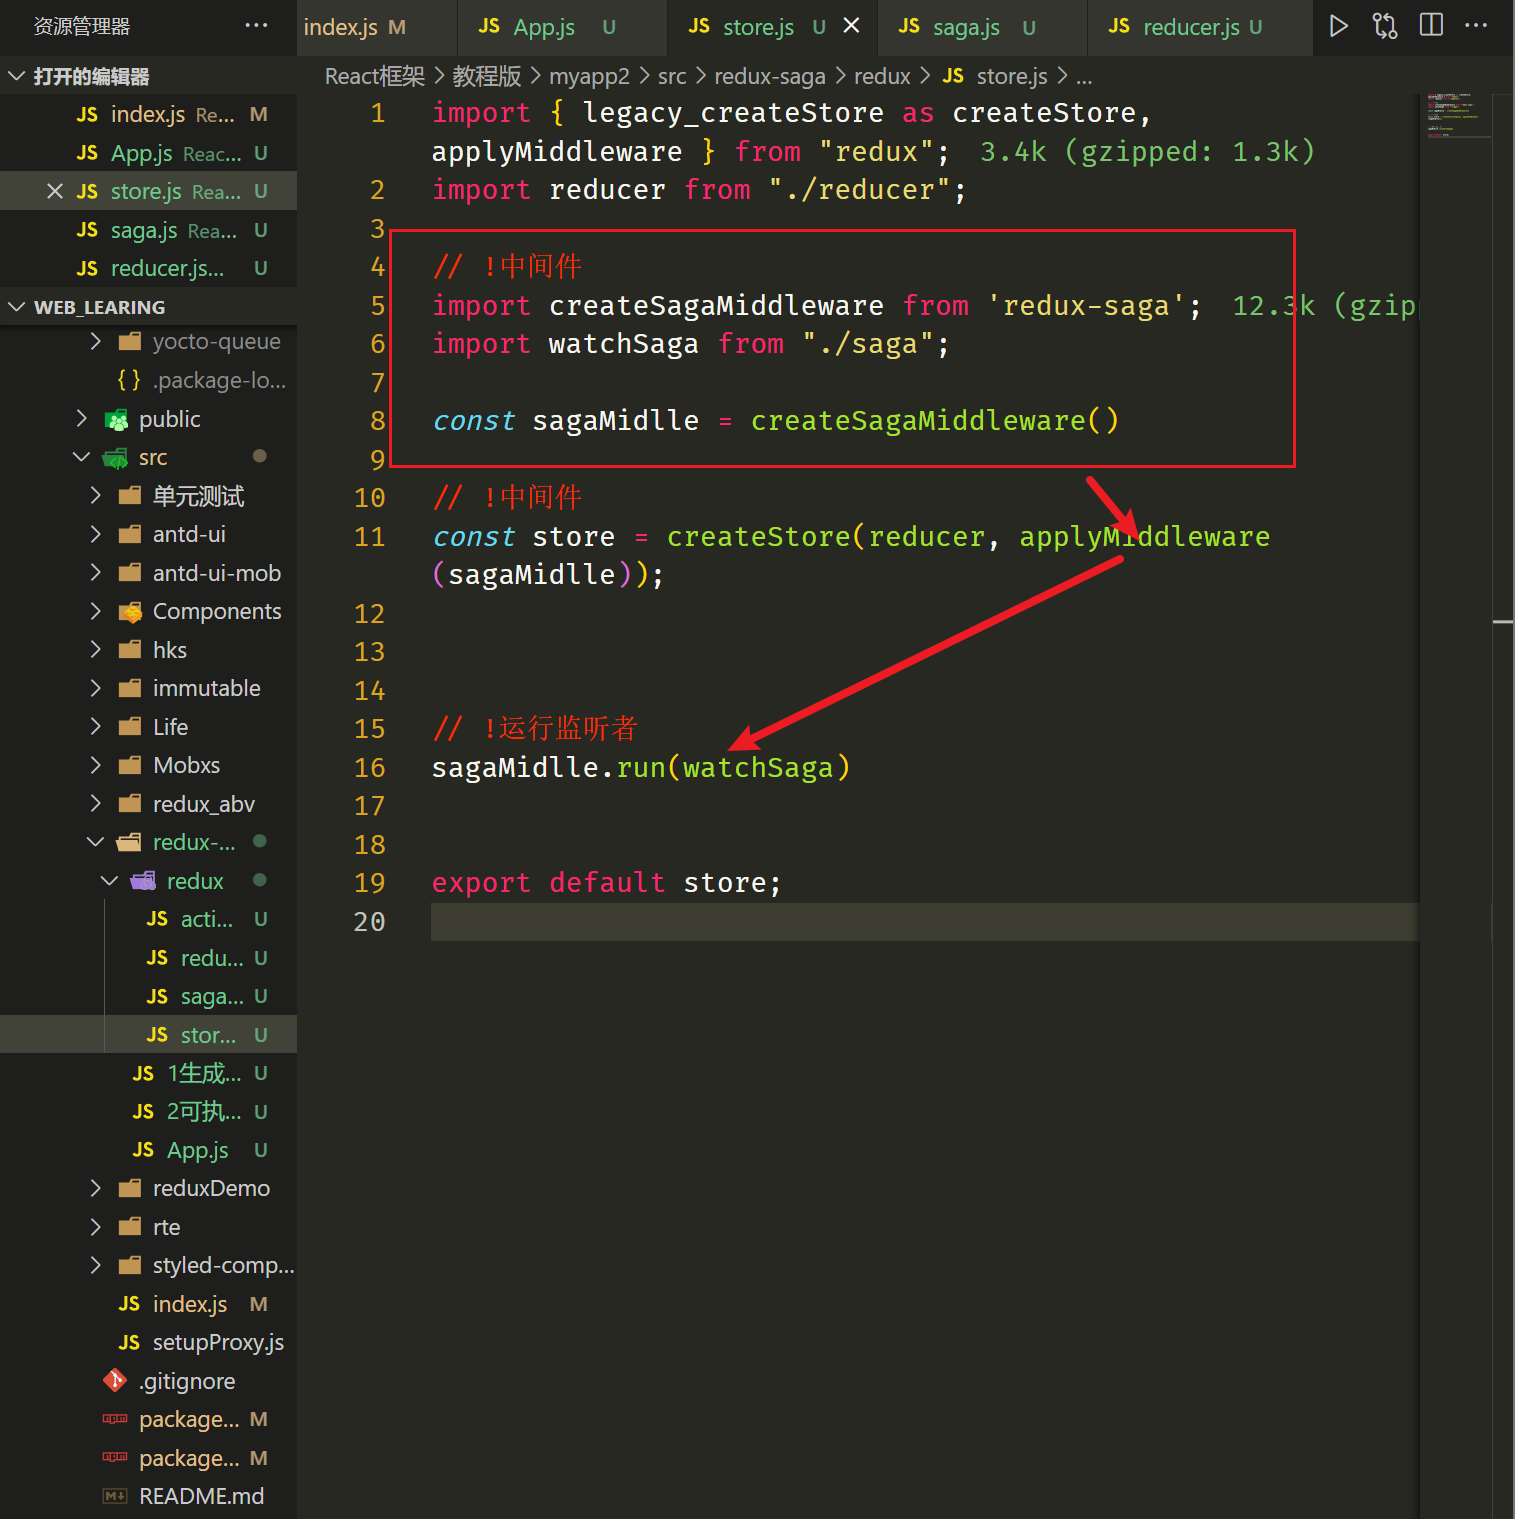 资源管理器 ···
index.js M
JS App.js U
JS store.js U
JS saga.js U
JS reducer.js U
打开的编辑器
JS index.js Re... M
JS App.js Reac... U
JS store.js Rea... U
JS saga.js Rea... U
JS reducer.js... U
WEB_LEARING
yocto-queue
{} .package-lo...
public
src
单元测试
antd-ui
antd-ui-mob
Components
hks
immutable
Life
Mobxs
redux_abv
redux-...
redux
JS acti... U
JS redu... U
JS saga... U
JS stor... U
JS 1生成... U
JS 2可执... U
JS App.js U
reduxDemo
rte
styled-comp...
JS index.js M
JS setupProxy.js
.gitignore
package... M
package... M
README.md
React框架 > 教程版 > myapp2 > src > redux-saga > redux > JS store.js > ...
1 import { legacy_createStore as createStore,
applyMiddleware } from "redux"; 3.4k (gzipped: 1.3k)
2 import reducer from "./reducer";
3
4 // !中间件
5 import createSagaMiddleware from 'redux-saga'; 12.3k (gzip
6 import watchSaga from "./saga";
7
8 const sagaMidlle = createSagaMiddleware()
9
10 // !中间件
11 const store = createStore(reducer, applyMiddleware
(sagaMidlle));
12
13
14
15 // !运行监听者
16 sagaMidlle.run(watchSaga)
17
18
19 export default store;
20